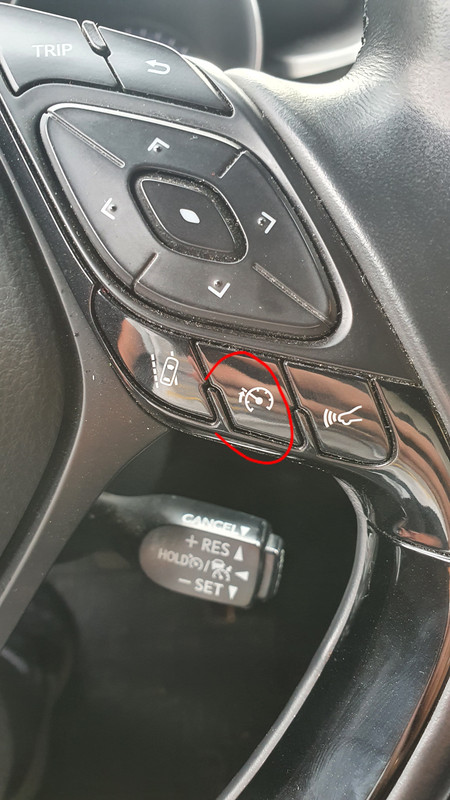 TRIP
CANCEL▼
+ RES ▲
HOLD / ◀
− SET ▼